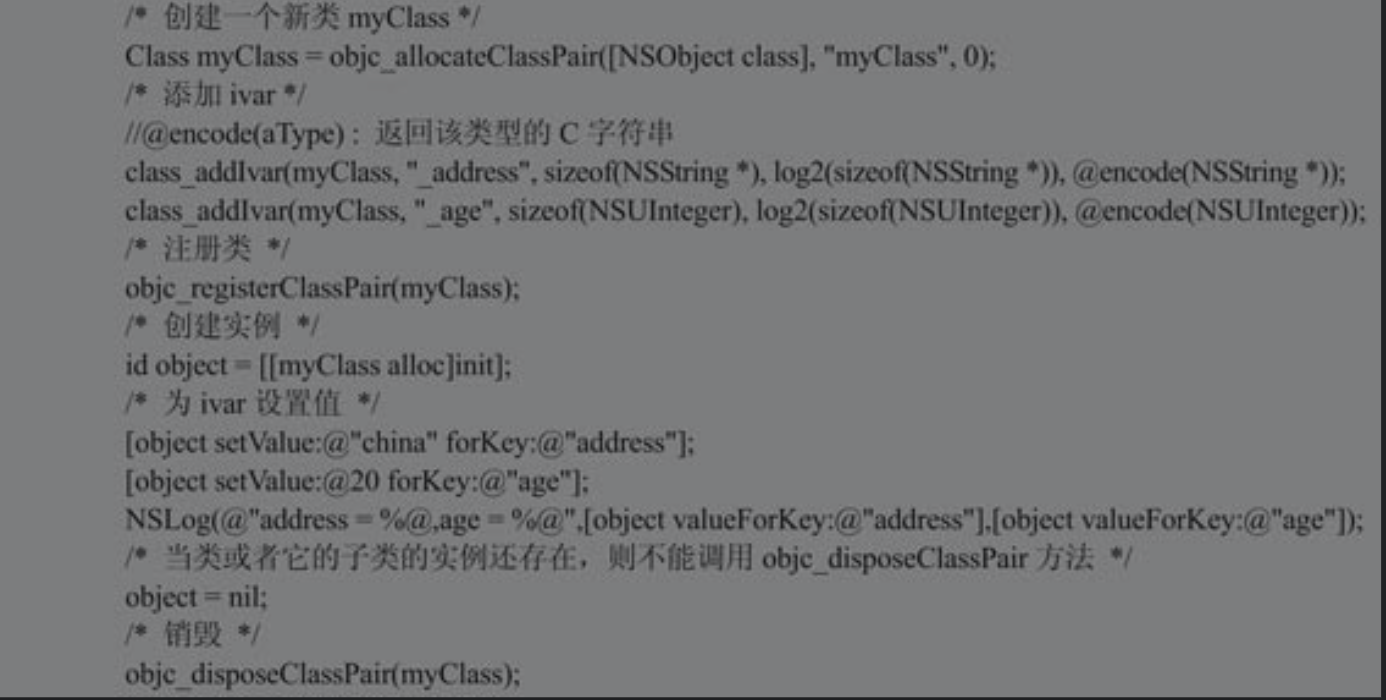 /* 创建一个新类 myClass */
Class myClass = objc_allocateClassPair([NSObject class], "myClass", 0);
/* 添加 ivar */
//@encode(aType) : 返回该类型的 C 字符串
class_addIvar(myClass, "_address", sizeof(NSString *), log2(sizeof(NSString *)), @encode(NSString *));
class_addIvar(myClass, "_age", sizeof(NSUInteger), log2(sizeof(NSUInteger)), @encode(NSUInteger));
/* 注册类 */
objc_registerClassPair(myClass);
/* 创建实例 */
id object = [[myClass alloc]init];
/* 为 ivar 设置值 */
[object setValue:@"china" forKey:@"address"];
[object setValue:@20 forKey:@"age"];
NSLog(@"address = %@,age = %@",[object valueForKey:@"address"],[object valueForKey:@"age"]);
/* 当类或者它的子类的实例还存在，则不能调用 objc_disposeClassPair 方法 */
object = nil;
/* 销毁 */
objc_disposeClassPair(myClass);